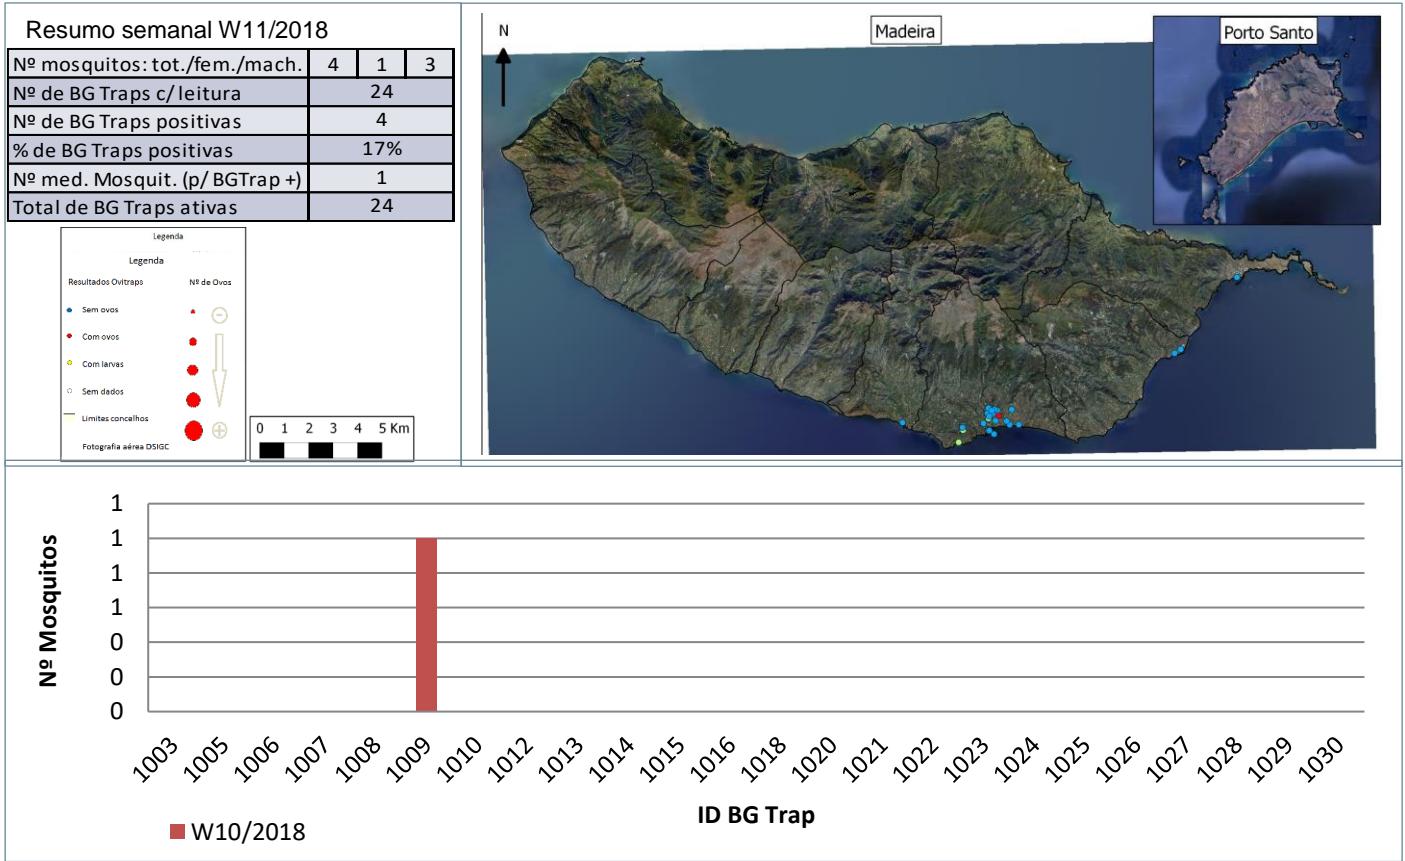 Resumo semanal W11/2018
Nº mosquitos: tot./fem./mach. 4 1 3
Nº de BG Traps c/ leitura 24
Nº de BG Traps positivas 4
% de BG Traps positivas 17%
Nº med. Mosquit. (p/ BGTrap +) 1
Total de BG Traps ativas 24
Legenda
Legenda
Resultados Ovitraps Nº de Ovos
Sem ovos
Com ovos
Com larvas
Sem dados
Limites concelhos
Fotografia aérea DSIGC
0 1 2 3 4 5 Km
N
Madeira
Porto Santo
Nº Mosquitos
1
1
1
1
0
0
0
1003 1005 1006 1007 1008 1009 1010 1012 1013 1014 1015 1016 1018 1020 1021 1022 1023 1024 1025 1026 1027 1028 1029 1030
ID BG Trap
W10/2018